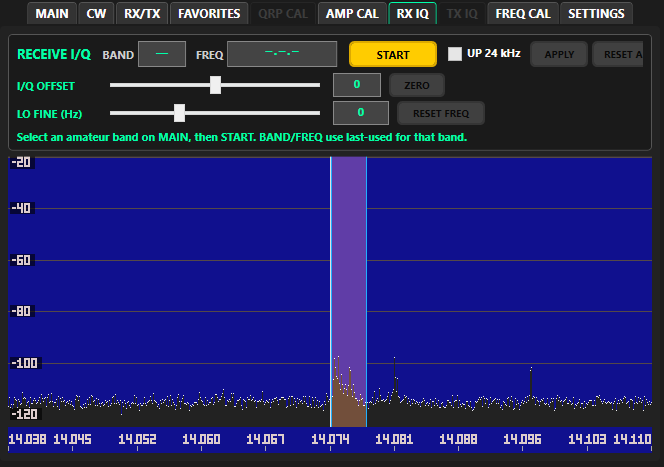 MAIN CW RX/TX FAVORITES QRP CAL AMP CAL RX IQ TX IQ FREQ CAL SETTINGS
RECEIVE I/Q BAND — FREQ --.--.-- START UP 24 kHz APPLY RESET A
I/Q OFFSET 0 ZERO
LO FINE (Hz) 0 RESET FREQ
Select an amateur band on MAIN, then START. BAND/FREQ use last-used for that band.
-20
-40
-60
-80
-100
-120
14.038 14.045 14.052 14.060 14.067 14.074 14.081 14.088 14.096 14.103 14.110